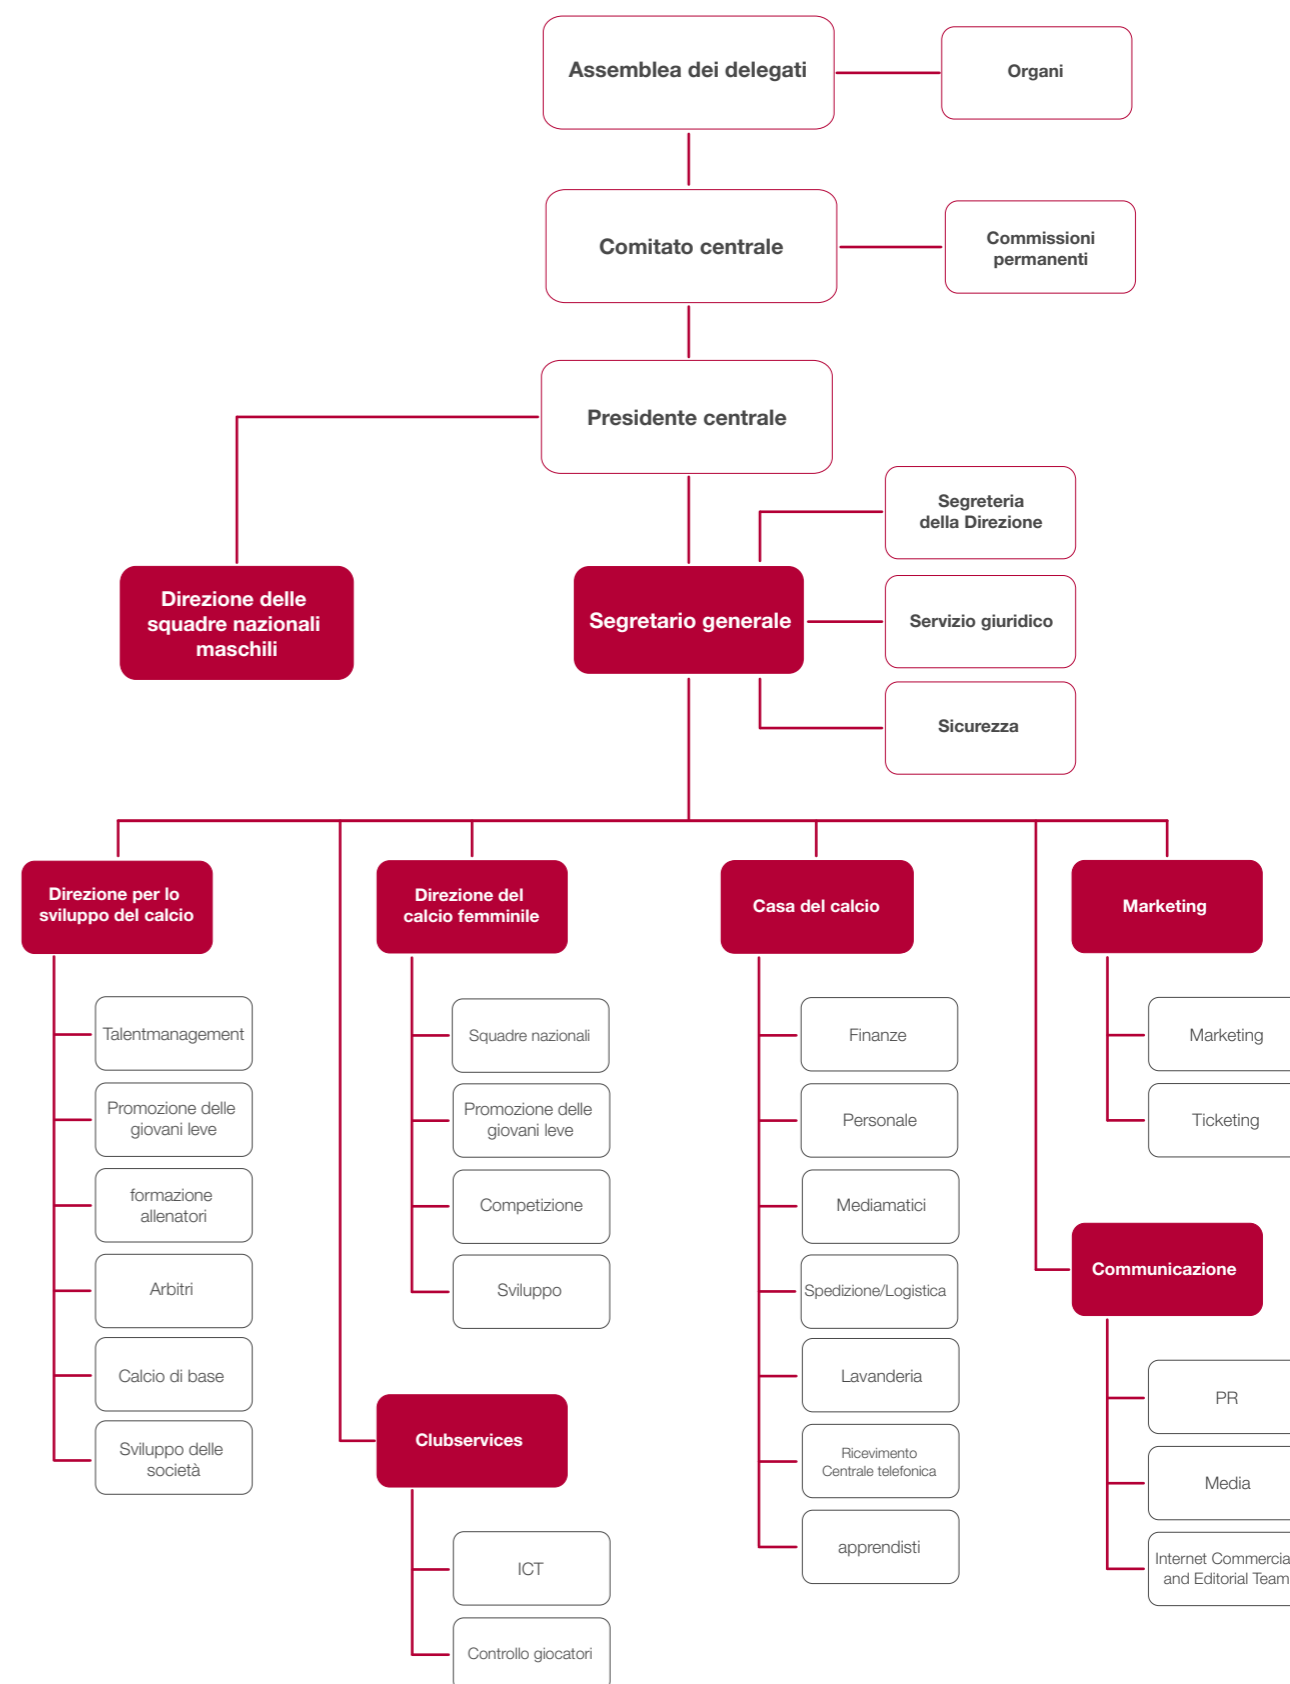 Assemblea dei delegati
Organi
Comitato centrale
Commissioni
permanenti
Presidente centrale
Segreteria
della Direzione
Direzione delle
squadre nazionali
maschili
Segretario generale
Servizio giuridico
Sicurezza
Direzione per lo
sviluppo del calcio
Talentmanagement
Promozione delle
giovani leve
formazione
allenatori
Arbitri
Calcio di base
Sviluppo delle
società
Direzione del
calcio femminile
Squadre nazionali
Promozione delle
giovani leve
Competizione
Sviluppo
Clubservices
ICT
Controllo giocatori
Casa del calcio
Finanze
Personale
Mediamatici
Spedizione/Logistica
Lavanderia
Ricevimento
Centrale telefonica
apprendisti
Marketing
Marketing
Ticketing
Communicazione
PR
Media
Internet Commercia
and Editorial Team